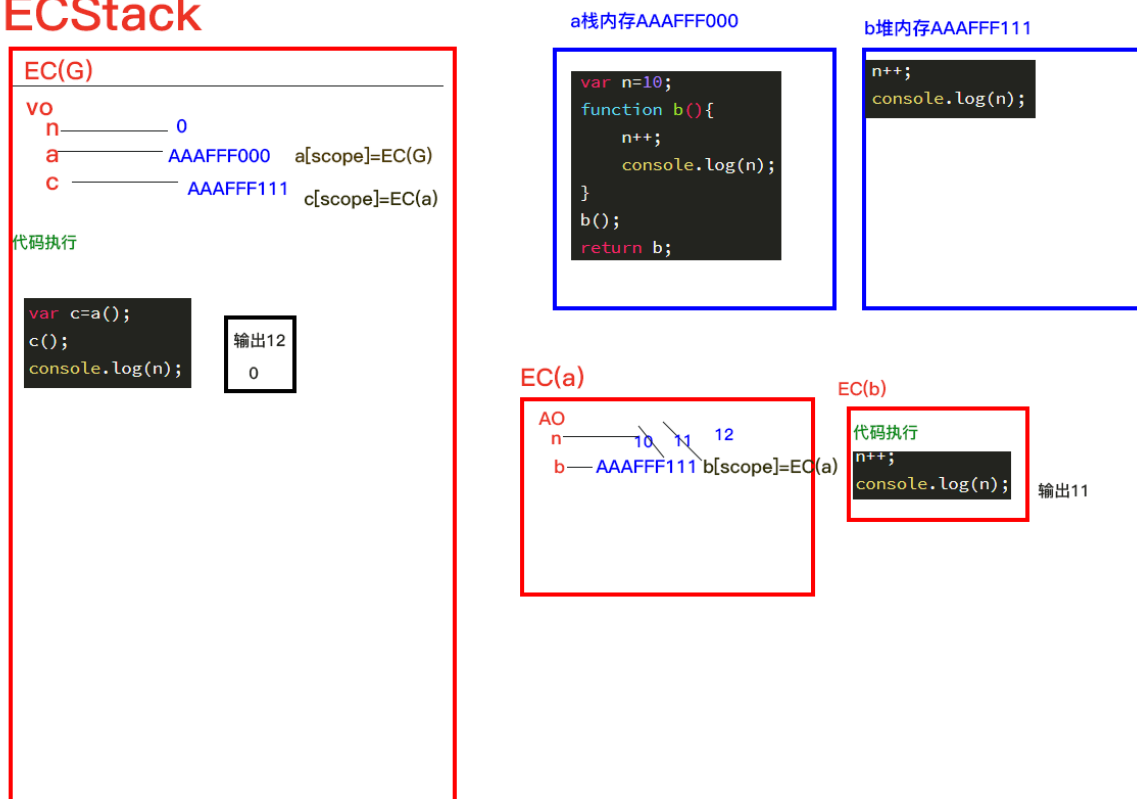 ECStack
EC(G)
VO
n 0
a AAAFFF000 a[scope]=EC(G)
c AAAFFF111 c[scope]=EC(a)
代码执行
var c=a();
c();
console.log(n);
输出12
0
a栈内存AAAFFF000
var n=10;
function b(){
n++;
console.log(n);
}
b();
return b;
b堆内存AAAFFF111
n++;
console.log(n);
EC(a)
AO
n 10 11 12
b AAAFFF111 b[scope]=EC(a)
EC(b)
代码执行
n++;
console.log(n);
输出11